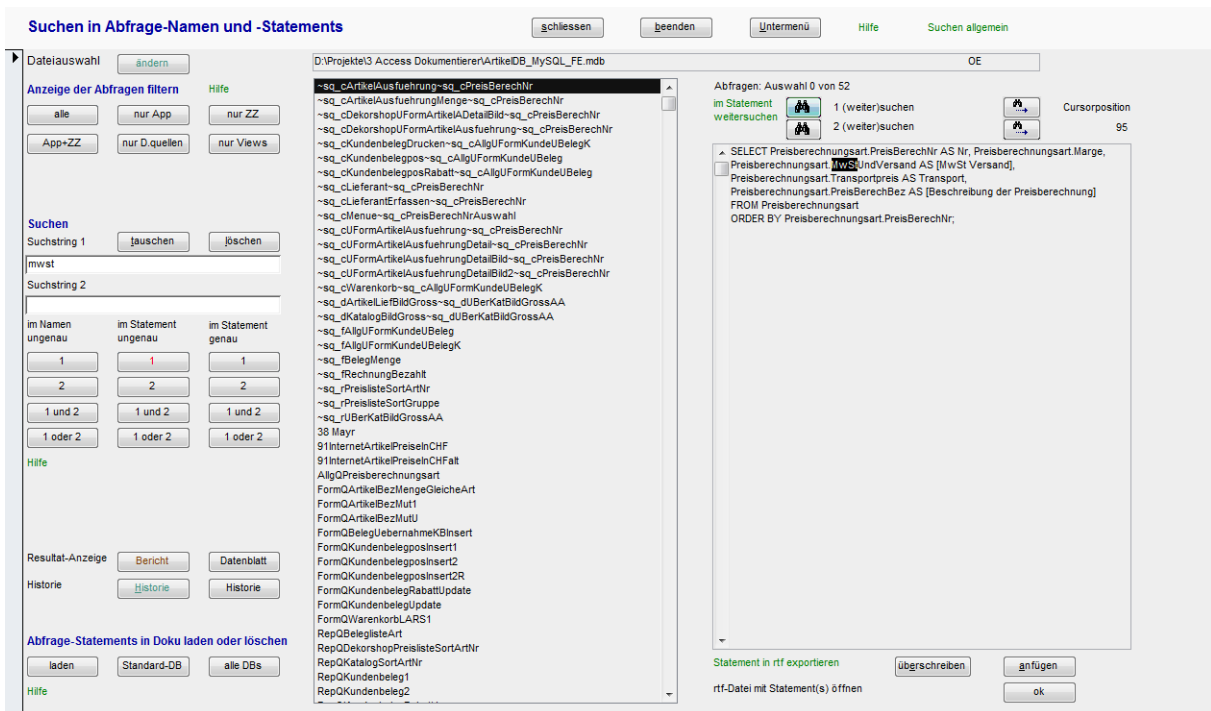 Suchen in Abfrage-Namen und -Statements
schliessen
beenden
Untermenü
Hilfe
Suchen allgemein
Dateiauswahl
ändern
D:\Projekte\3 Access Dokumentierer\ArtikelDB_MySQL_FE.mdb
OE
Anzeige der Abfragen filtern
Hilfe
alle
nur App
nur ZZ
App+ZZ
nur D.quellen
nur Views
Suchen
Suchstring 1
tauschen
löschen
mwst
Suchstring 2
im Namen ungenau
im Statement ungenau
im Statement genau
1
1
1
2
2
2
1 und 2
1 und 2
1 und 2
1 oder 2
1 oder 2
1 oder 2
Hilfe
Resultat-Anzeige
Bericht
Datenblatt
Historie
Historie
Historie
Abfrage-Statements in Doku laden oder löschen
laden
Standard-DB
alle DBs
Hilfe
~sq_cArtikelAusfuehrung~sq_cPreisBerechNr
~sq_cArtikelAusfuehrungMenge~sq_cPreisBerechNr
~sq_cDekorshopUFormArtikelADetailBild~sq_cPreisBerechNr
~sq_cDekorshopUFormArtikelAusfuehrung~sq_cPreisBerechNr
~sq_cKundenbelegDrucken~sq_cAllgUFormKundeUBelegK
~sq_cKundenbelegpos~sq_cAllgUFormKundeUBeleg
~sq_cKundenbelegposRabatt~sq_cAllgUFormKundeUBeleg
~sq_cLieferant~sq_cPreisBerechNr
~sq_cLieferantErfassen~sq_cPreisBerechNr
~sq_cMenue~sq_cPreisBerechNrAuswahl
~sq_cUFormArtikelAusfuehrung~sq_cPreisBerechNr
~sq_cUFormArtikelAusfuehrungDetail~sq_cPreisBerechNr
~sq_cUFormArtikelAusfuehrungDetailBild~sq_cPreisBerechNr
~sq_cUFormArtikelAusfuehrungDetailBild2~sq_cPreisBerechNr
~sq_cWarenkorb~sq_cAllgUFormKundeUBelegK
~sq_dArtikelLiefBildGross~sq_dUBerKatBildGrossAA
~sq_dKatalogBildGross~sq_dUBerKatBildGrossAA
~sq_fAllgUFormKundeUBeleg
~sq_fAllgUFormKundeUBelegK
~sq_fBelegMenge
~sq_fRechnungBezahlt
~sq_rPreislisteSortArtNr
~sq_rPreislisteSortGruppe
~sq_rUBerKatBildGrossAA
38 Mayr
91InternetArtikelPreiseInCHF
91InternetArtikelPreiseInCHFalt
AllgQPreisberechnungsart
FormQArtikelBezMengeGleicheArt
FormQArtikelBezMut1
FormQArtikelBezMutU
FormQBelegUebernahmeKBInsert
FormQKundenbelegposInsert1
FormQKundenbelegposInsert2
FormQKundenbelegposInsert2R
FormQKundenbelegRabattUpdate
FormQKundenbelegUpdate
FormQWarenkorbLARS1
RepQBeleglisteArt
RepQDekorshopPreislisteSortArtNr
RepQKatalogSortArtNr
RepQKundenbeleg1
RepQKundenbeleg2
Abfragen: Auswahl 0 von 52
im Statement weitersuchen
1 (weiter)suchen
2 (weiter)suchen
Cursorposition
95
SELECT Preisberechnungsart.PreisBerechNr AS Nr, Preisberechnungsart.Marge,
Preisberechnungsart.MwStUndVersand AS [MwSt Versand],
Preisberechnungsart.Transportpreis AS Transport,
Preisberechnungsart.PreisBerechBez AS [Beschreibung der Preisberechnung]
FROM Preisberechnungsart
ORDER BY Preisberechnungsart.PreisBerechNr;
Statement in rtf exportieren
überschreiben
anfügen
rtf-Datei mit Statement(s) öffnen
ok